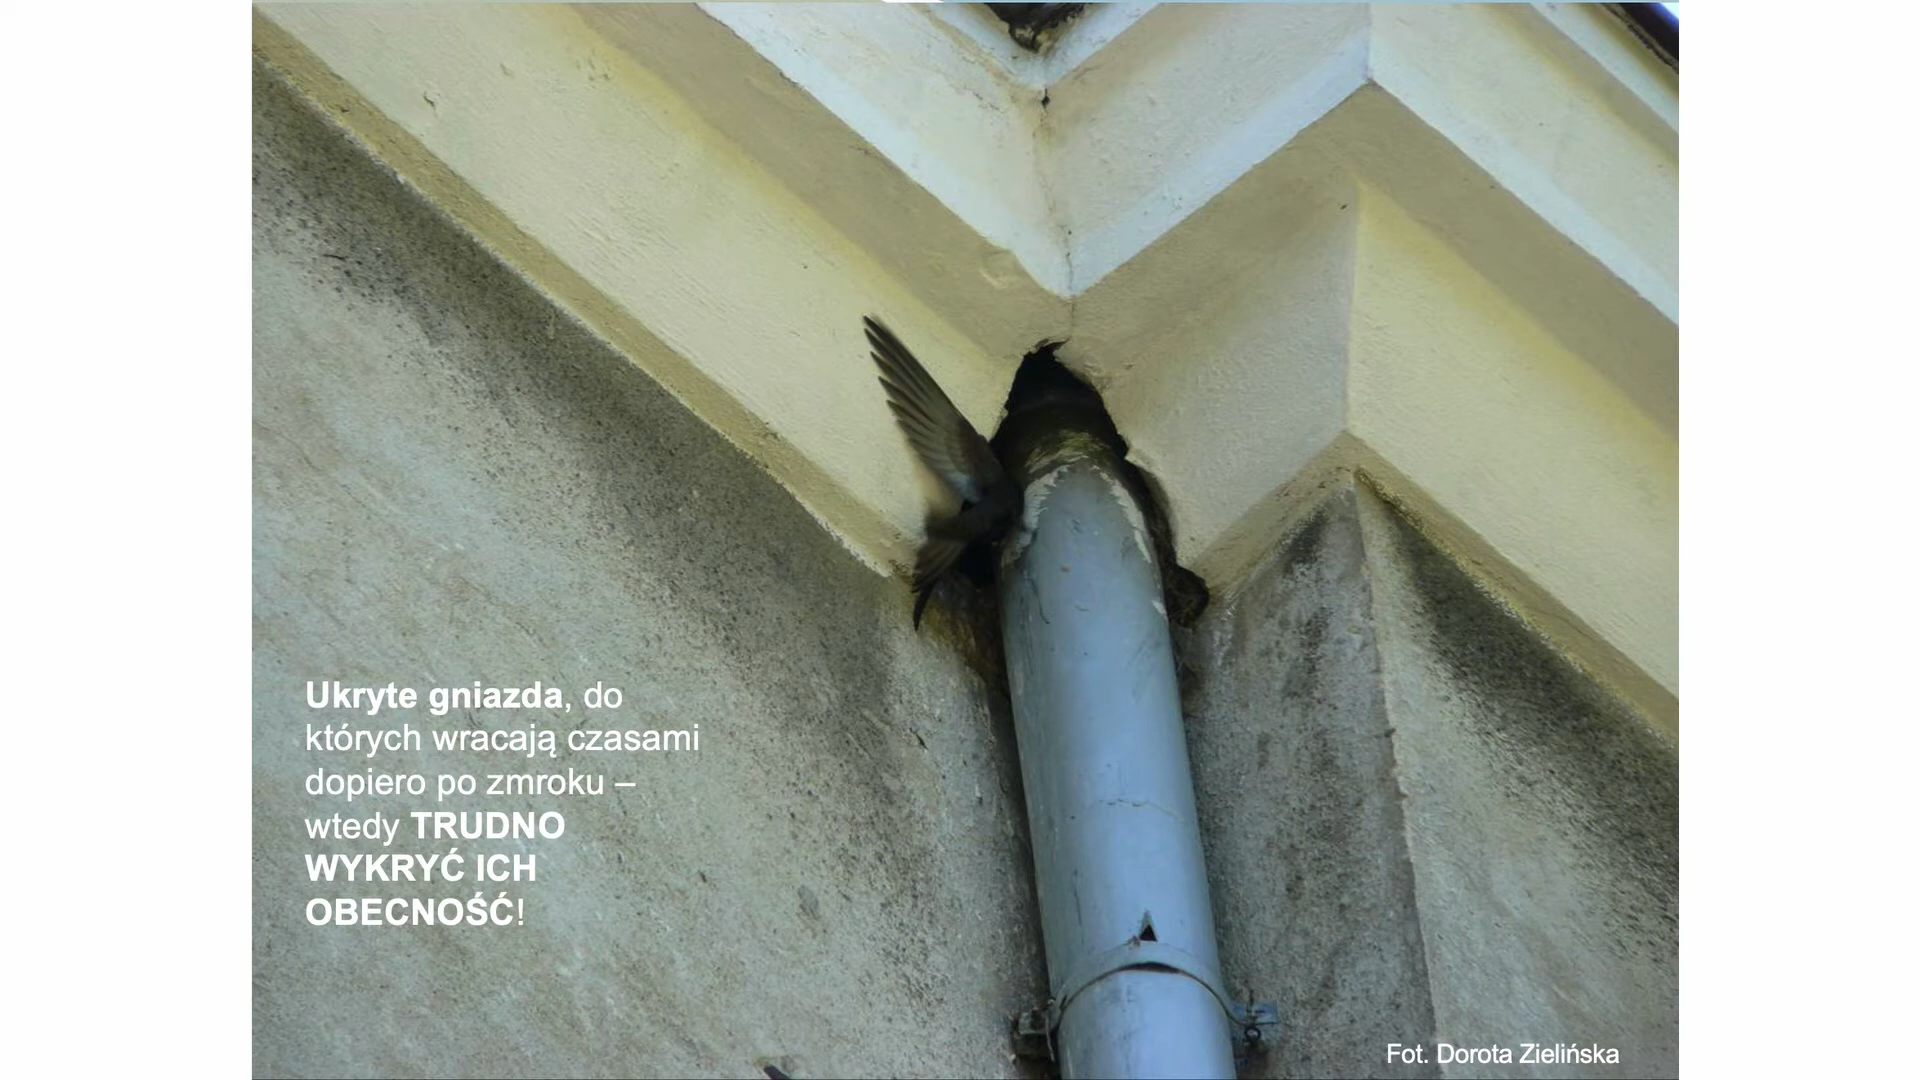 Ukryte gniazda, do
których wracają czasami
dopiero po zmroku –
wtedy TRUDNO
WYKRYĆ ICH
OBECNOŚĆ!
Fot. Dorota Zielińska